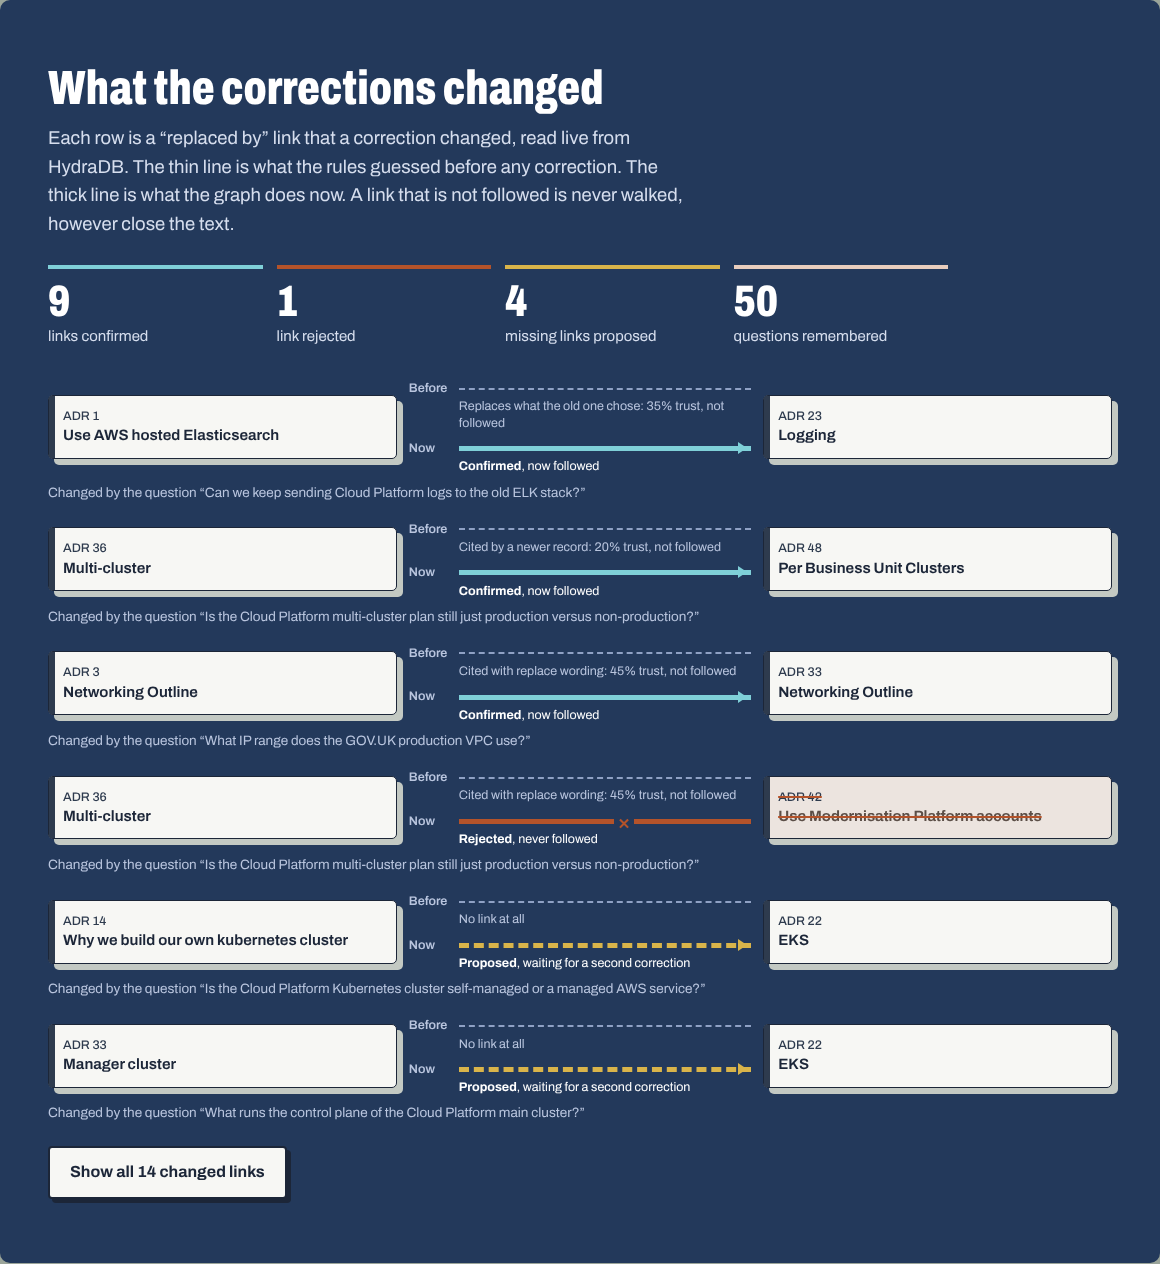 What the corrections changed
Each row is a “replaced by” link that a correction changed, read live from
HydraDB. The thin line is what the rules guessed before any correction. The
thick line is what the graph does now. A link that is not followed is never walked,
however close the text.
9
links confirmed
1
link rejected
4
missing links proposed
50
questions remembered
ADR 1
Use AWS hosted Elasticsearch
Before
Replaces what the old one chose: 35% trust, not
followed
Now
Confirmed, now followed
ADR 23
Logging
Changed by the question “Can we keep sending Cloud Platform logs to the old ELK stack?”
ADR 36
Multi-cluster
Before
Cited by a newer record: 20% trust, not followed
Now
Confirmed, now followed
ADR 48
Per Business Unit Clusters
Changed by the question “Is the Cloud Platform multi-cluster plan still just production versus non-production?”
ADR 3
Networking Outline
Before
Cited with replace wording: 45% trust, not followed
Now
Confirmed, now followed
ADR 33
Networking Outline
Changed by the question “What IP range does the GOV.UK production VPC use?”
ADR 36
Multi-cluster
Before
Cited with replace wording: 45% trust, not followed
Now
Rejected, never followed
ADR 42
Use Modernisation Platform accounts
Changed by the question “Is the Cloud Platform multi-cluster plan still just production versus non-production?”
ADR 14
Why we build our own kubernetes cluster
Before
No link at all
Now
Proposed, waiting for a second correction
ADR 22
EKS
Changed by the question “Is the Cloud Platform Kubernetes cluster self-managed or a managed AWS service?”
ADR 33
Manager cluster
Before
No link at all
Now
Proposed, waiting for a second correction
ADR 22
EKS
Changed by the question “What runs the control plane of the Cloud Platform main cluster?”
Show all 14 changed links